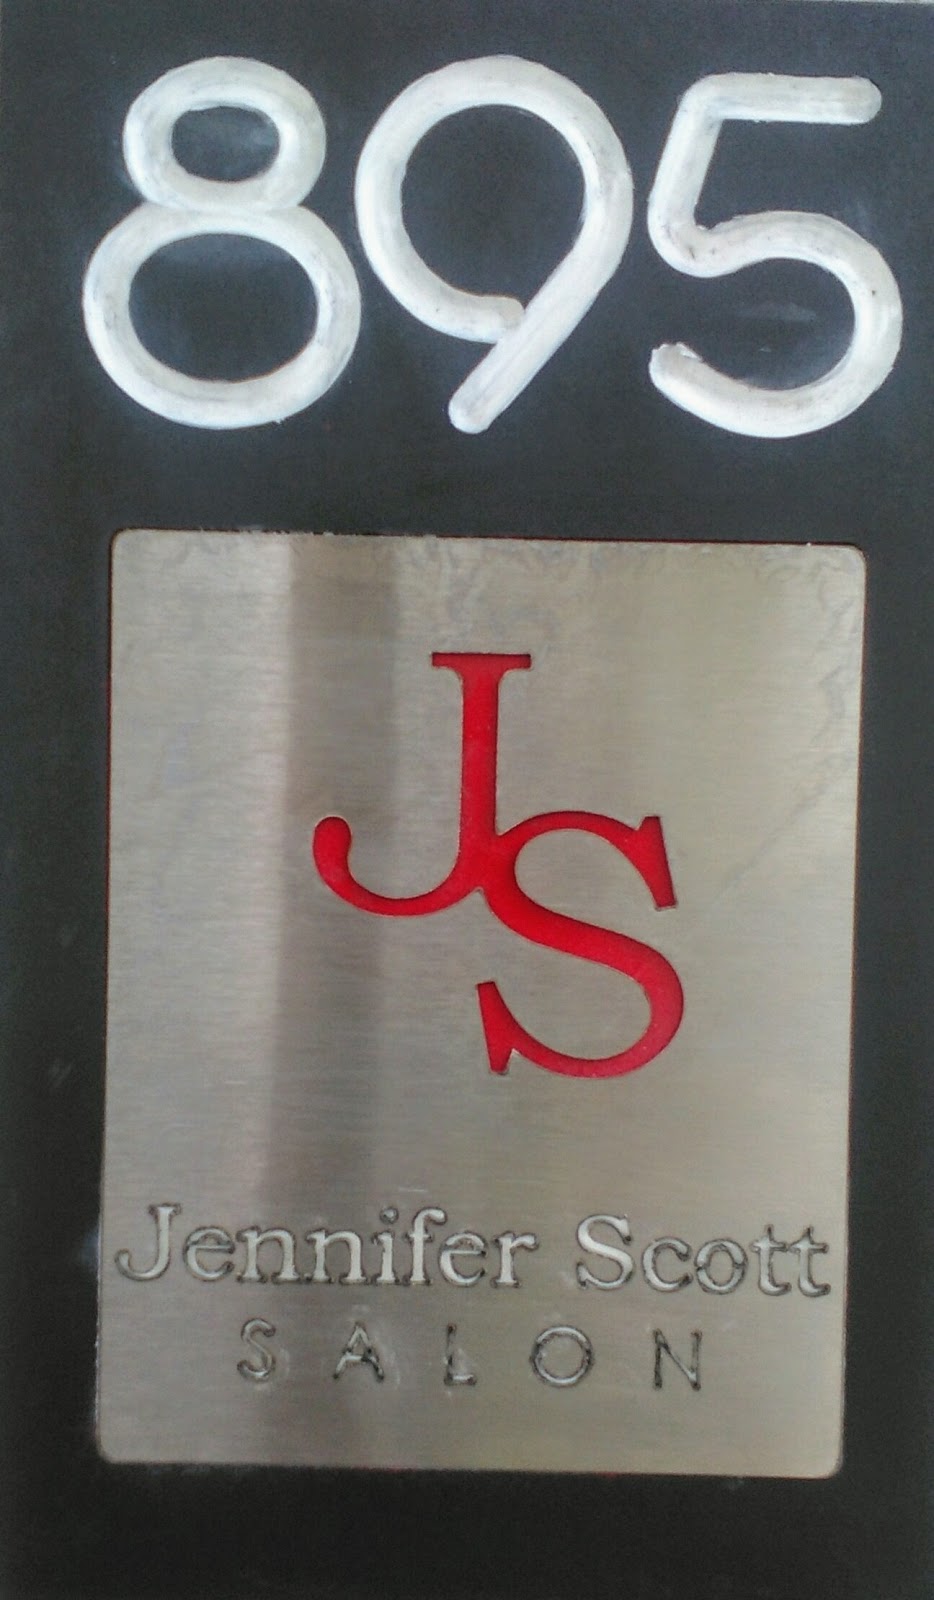 895
JS
Jennifer Scott
SALON